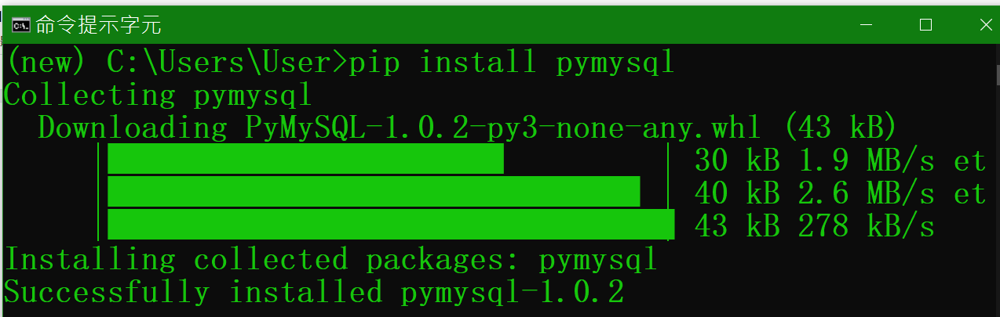 命令提示字元
(new) C:\Users\User>pip install pymysql
Collecting pymysql
  Downloading PyMySQL-1.0.2-py3-none-any.whl (43 kB)
30 kB 1.9 MB/s et
40 kB 2.6 MB/s et
43 kB 278 kB/s
Installing collected packages: pymysql
Successfully installed pymysql-1.0.2